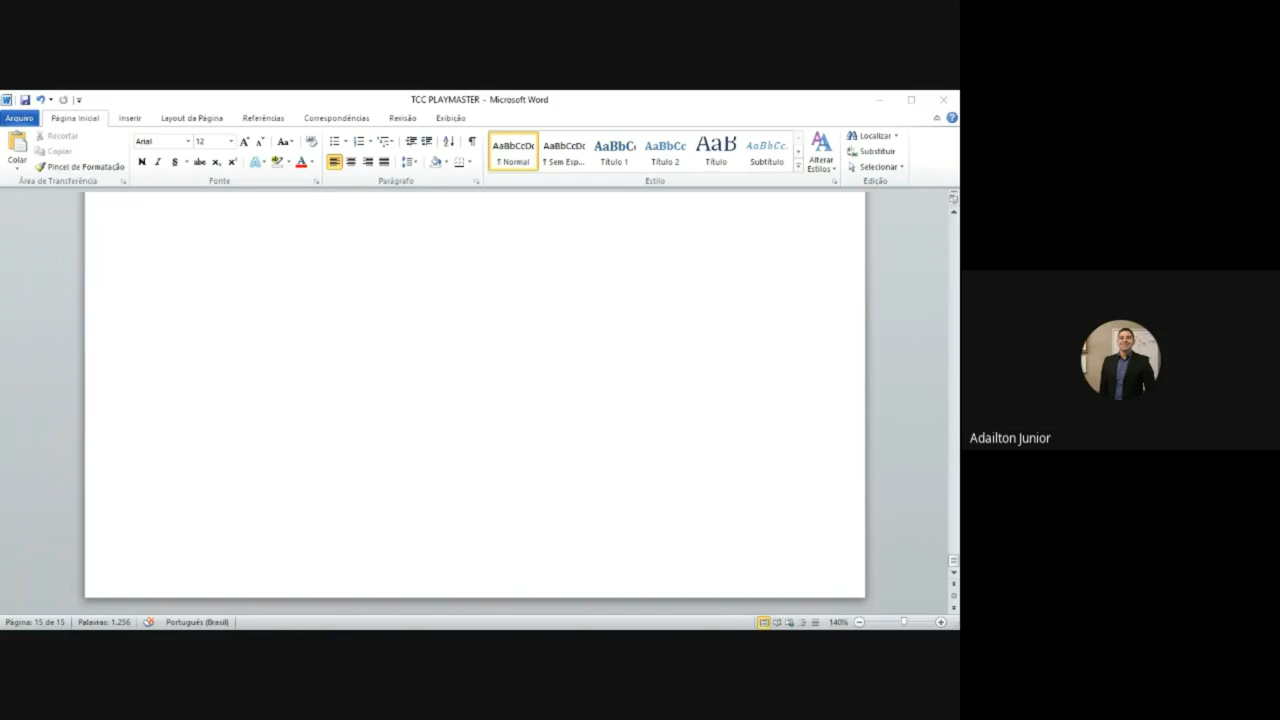 TCC PLAYMASTER - Microsoft Word
Arquivo Página Inicial Inserir Layout da Página Referências Correspondências Revisão Exibição
Colar
Recortar
Copiar
Pincel de Formatação
Área de Transferência
Arial 12
N I S abc x₂ x²
Fonte
Parágrafo
AaBbCcDc AaBbCcDc AaBbC AaBbCc AaB AaBbCc.
¶ Normal ¶ Sem Esp... Título 1 Título 2 Título Subtítulo
Alterar
Estilos
Estilo
Localizar
Substituir
Selecionar
Edição
Adailton Junior
Página: 15 de 15 Palavras: 1.256 Português (Brasil) 140%